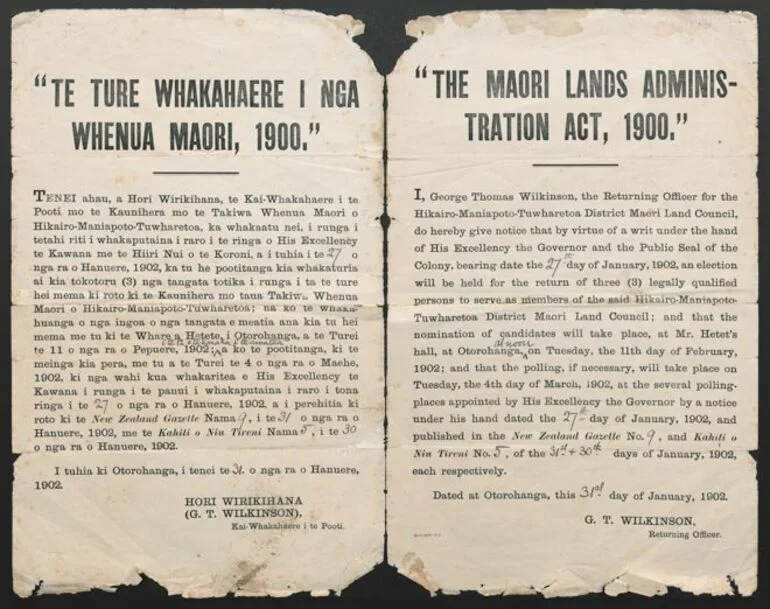 "TE TURE WHAKAHAERE I NGA
WHENUA MAORI, 1900."
TENEI ahau, a Hori Wirikihana, te Kai-Whakahaere i te
Pooti mo te Kaunihera mo te Takiwa Whenua Maori o
Hikairo-Maniapoto-Tuwharetoa, ka whakaatu nei, i runga i
tetahi riti i whakaputaina i raro i te ringa o His Excellency
te Kawana me te Hiiri Nui o te Koroni, a i tuhia i te 27 o
nga ra o Hanuere, 1902, ka tu he pootitanga kia whakaturia
ai kia tokotoru (3) nga tangata totika i runga i ta te ture
hei mema ki roto ki te Kaunihera mo taua Takiwa Whenua
Maori o Hikairo-Maniapoto-Tuwharetoa; na ko te whaka-
huanga o nga ingoa o nga tangata e meatia ana kia tu hei
mema me tu ki te Whare a Hetete, i Otorohanga, a te Turei
te 11 o nga ra o Pepuere, 1902; a ko te pootitanga, ki te
meinga kia pera, me tu a te Turei te 4 o nga ra o Maehe,
1902, ki nga wahi kua whakaritea e His Excellency te
Kawana i runga i te panui i whakaputaina i raro i tona
ringa i te 27 o nga ra o Hanuere, 1902, a i perehitia ki
roto ki te New Zealand Gazette Nama 9, i te 31 o nga ra o
Hanuere, 1902, me te Kahiti o Niu Tireni Nama 5, i te 30
o nga ra o Hanuere, 1902.
I tuhia ki Otorohanga, i tenei te 31 o nga ra o Hanuere,
1902.
HORI WIRIKIHANA
(G. T. WILKINSON),
Kai-Whakahaere i te Pooti.
"THE MAORI LANDS ADMINIS-
TRATION ACT, 1900."
I, George Thomas Wilkinson, the Returning Officer for the
Hikairo-Maniapoto-Tuwharetoa District Maori Land Council,
do hereby give notice that by virtue of a writ under the hand
of His Excellency the Governor and the Public Seal of the
Colony, bearing date the 27th day of January, 1902, an election
will be held for the return of three (3) legally qualified
persons to serve as members of the said Hikairo-Maniapoto-
Tuwharetoa District Maori Land Council; and that the
nomination of candidates will take place, at Mr. Hetet's
hall, at Otorohanga, at noon on Tuesday, the 11th day of February,
1902; and that the polling, if necessary, will take place on
Tuesday, the 4th day of March, 1902, at the several polling-
places appointed by His Excellency the Governor by a notice
under his hand dated the 27th day of January, 1902, and
published in the New Zealand Gazette No. 9, and Kahiti o
Niu Tireni No. 5, of the 31st + 30th days of January, 1902,
each respectively.
Dated at Otorohanga, this 31st day of January, 1902.
G. T. WILKINSON,
Returning Officer.